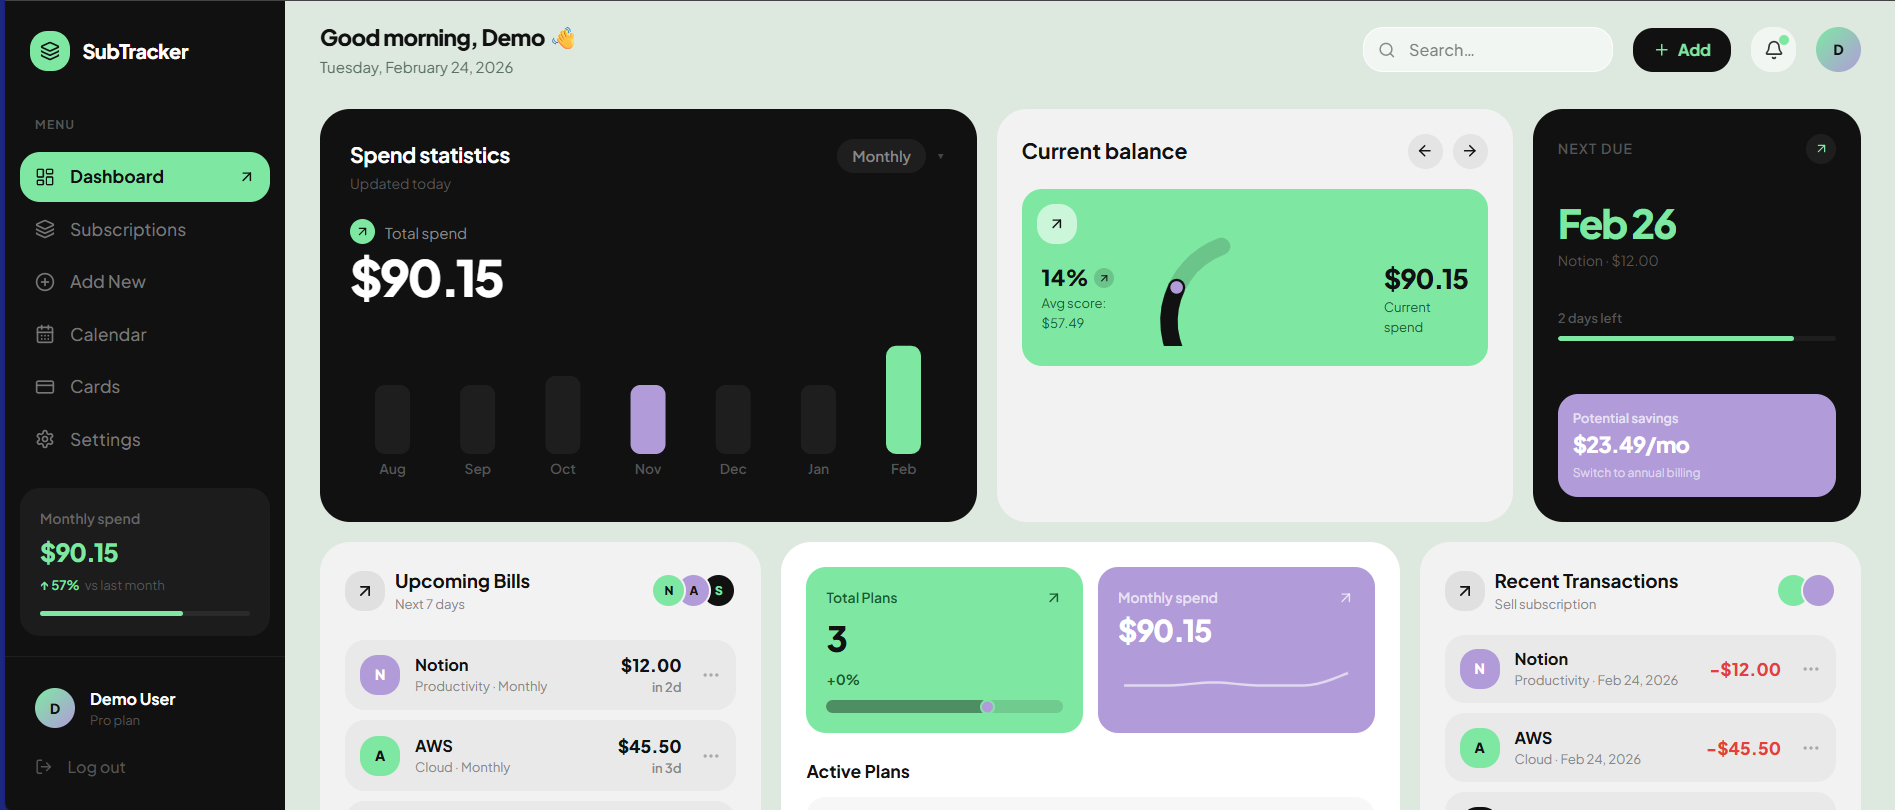 SubTracker
MENU
Dashboard
Subscriptions
Add New
Calendar
Cards
Settings
Monthly spend
$90.15
↑ 57% vs last month
D
Demo User
Pro plan
Log out
Good morning, Demo 👋
Tuesday, February 24, 2026
Search...
+ Add
D
Spend statistics
Updated today
Monthly
Total spend
$90.15
Aug Sep Oct Nov Dec Jan Feb
Current balance
14%
Avg score:
$57.49
$90.15
Current
spend
NEXT DUE
Feb 26
Notion · $12.00
2 days left
Potential savings
$23.49/mo
Switch to annual billing
Upcoming Bills
Next 7 days
N A S
N
Notion
Productivity · Monthly
$12.00
in 2d
A
AWS
Cloud · Monthly
$45.50
in 3d
Total Plans
3
+0%
Monthly spend
$90.15
Active Plans
Recent Transactions
Sell subscription
N
Notion
Productivity · Feb 24, 2026
-$12.00
A
AWS
Cloud · Feb 24, 2026
-$45.50